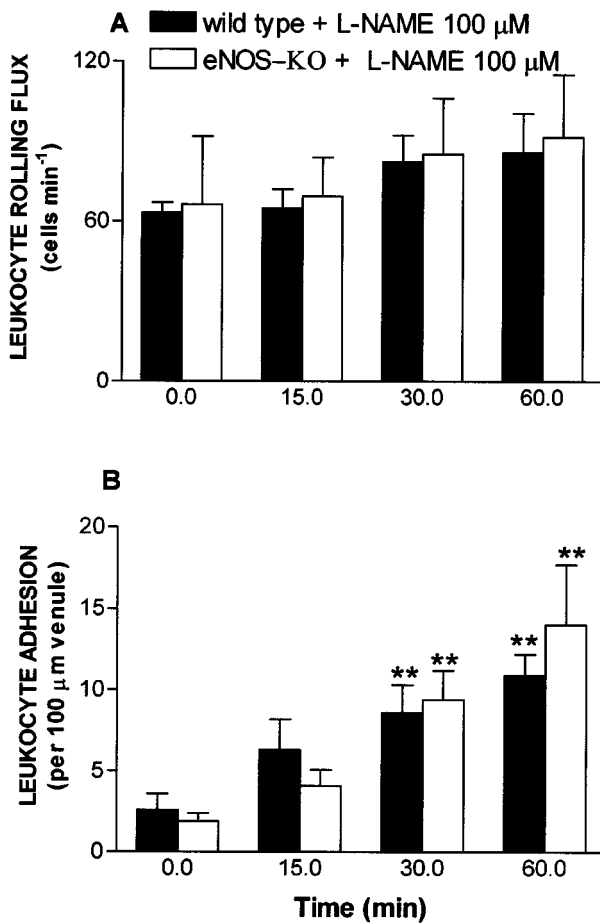 A
wild type + L-NAME 100 µM
eNOS–KO + L-NAME 100 µM
LEUKOCYTE ROLLING FLUX
(cells min⁻¹)
120
60
0
0.0 15.0 30.0 60.0
B
LEUKOCYTE ADHESION
(per 100 µm venule)
20
15
10
5
0
** ** ** **
0.0 15.0 30.0 60.0
Time (min)